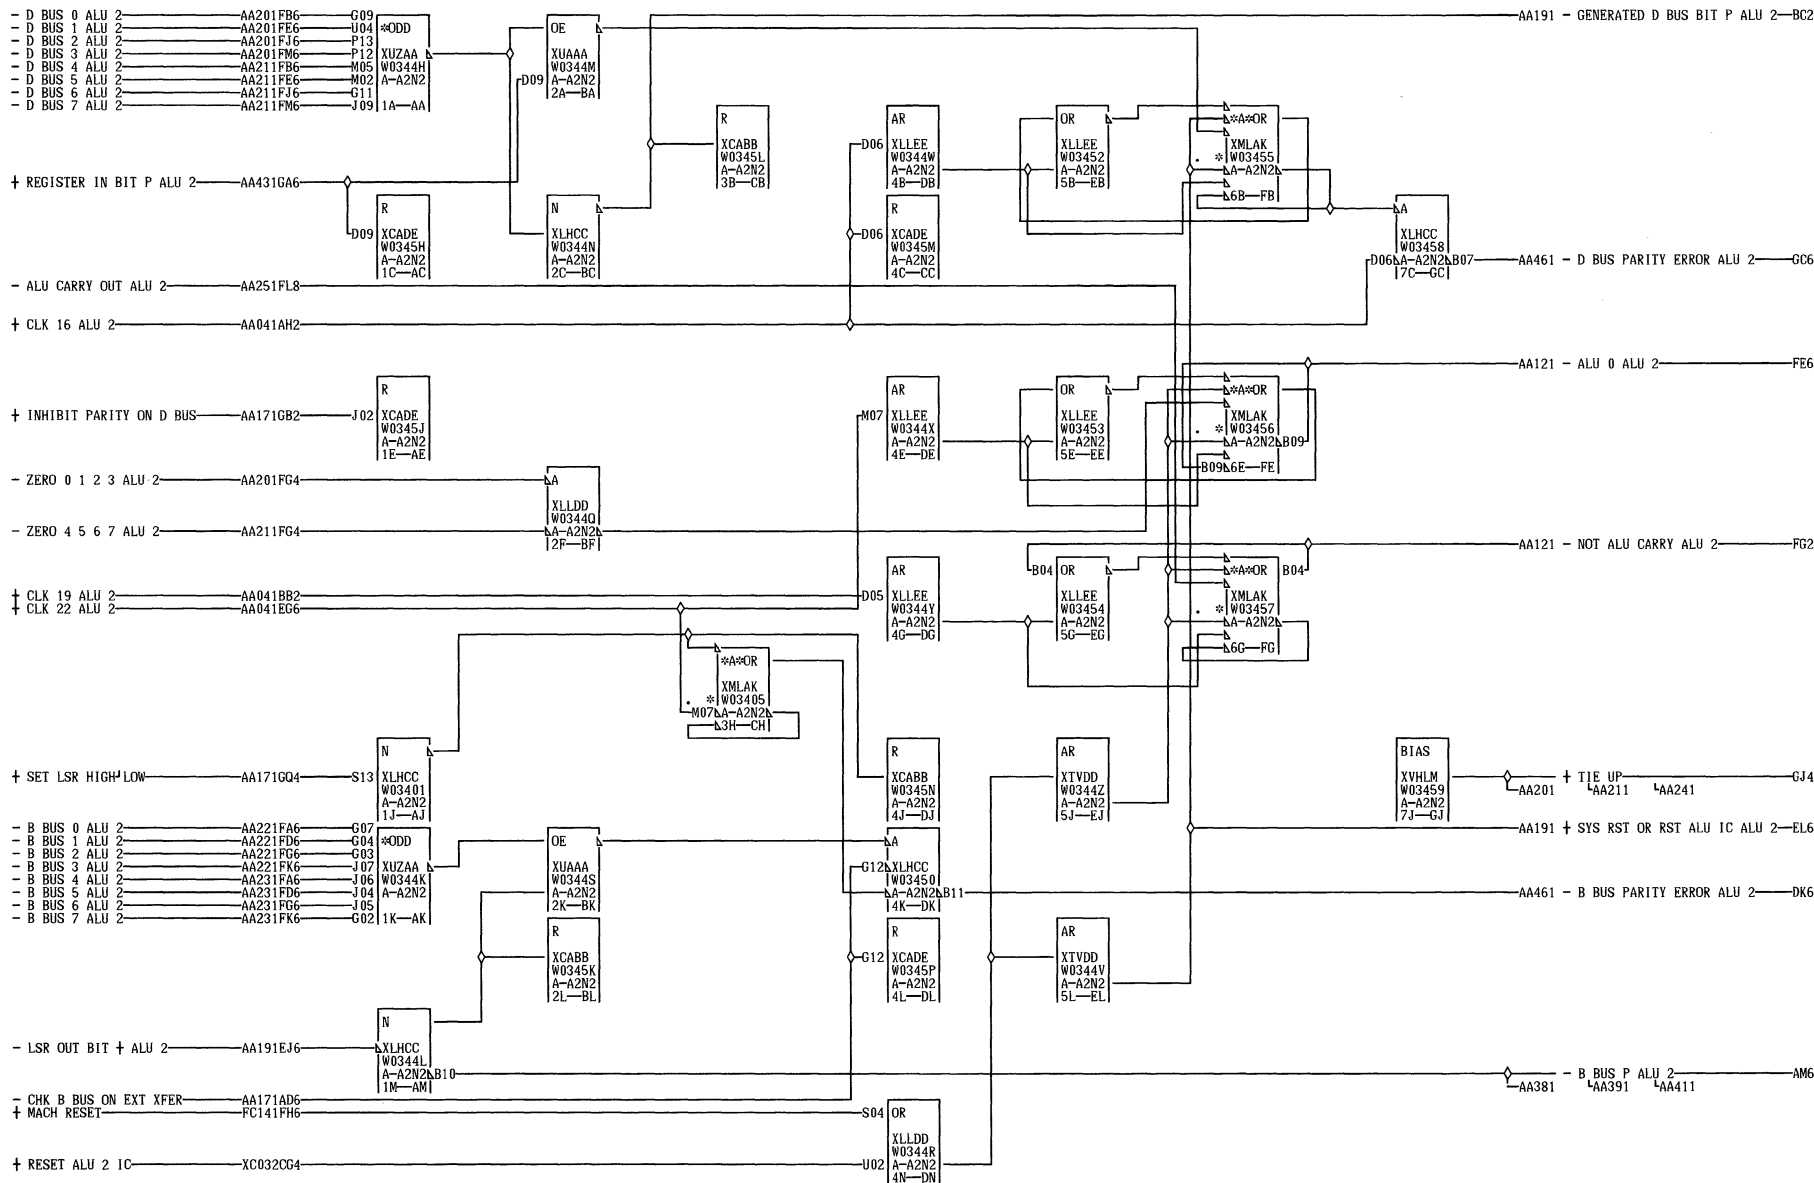 - D BUS 0 ALU 2 AA201FB6 G09
- D BUS 1 ALU 2 AA201FE6 U04
- D BUS 2 ALU 2 AA201FJ6 P13
- D BUS 3 ALU 2 AA201FM6 P12
- D BUS 4 ALU 2 AA211FB6 M05
- D BUS 5 ALU 2 AA211FE6 M02
- D BUS 6 ALU 2 AA211FJ6 G11
- D BUS 7 ALU 2 AA211FM6 J09
*ODD
XUZAA
W0344H
A-A2N2
1A AA
OE
XUAAA
W0344M
D09 A-A2N2
2A BA
AA191 - GENERATED D BUS BIT P ALU 2 BC2
R
XCABB
W0345L
A-A2N2
3B CB
AR
D06 XLLEE
W0344W
A-A2N2
4B DB
OR
XLLEE
W03452
A-A2N2
5B EB
*A*OR
XMLAK
* W03455
A-A2N2
6B FB
+ REGISTER IN BIT P ALU 2 AA431GA6
R
D09 XCADE
W0345H
A-A2N2
1C AC
N
XLHCC
W0344N
A-A2N2
2C BC
R
D06 XCADE
W0345M
A-A2N2
4C CC
A
XLHCC
W03458
D06 A-A2N2 B07
7C GC
AA461 - D BUS PARITY ERROR ALU 2 GC6
- ALU CARRY OUT ALU 2 AA251FL8
+ CLK 16 ALU 2 AA041AH2
AA121 - ALU 0 ALU 2 FE6
+ INHIBIT PARITY ON D BUS AA171GB2 J02
R
XCADE
W0345J
A-A2N2
1E AE
AR
M07 XLLEE
W0344X
A-A2N2
4E DE
OR
XLLEE
W03453
A-A2N2
5E EE
*A*OR
XMLAK
* W03456
A-A2N2 B09
B09 6E FE
- ZERO 0 1 2 3 ALU 2 AA201FG4
- ZERO 4 5 6 7 ALU 2 AA211FG4
A
XLLDD
W0344Q
A-A2N2
2F BF
AA121 - NOT ALU CARRY ALU 2 FG2
+ CLK 19 ALU 2 AA041BB2
+ CLK 22 ALU 2 AA041EG6
AR
D05 XLLEE
W0344Y
A-A2N2
4G DG
B04 OR
XLLEE
W03454
A-A2N2
5G EG
*A*OR B04
XMLAK
* W03457
A-A2N2
6G FG
*A*OR
XMLAK
* W03405
M07 A-A2N2
3H CH
+ SET LSR HIGH LOW AA171GQ4 S13
N
XLHCC
W03401
A-A2N2
1J AJ
R
XCABB
W0345N
A-A2N2
4J DJ
AR
XTVDD
W0344Z
A-A2N2
5J EJ
BIAS
XVHLM
W03459
A-A2N2
7J GJ
+ TIE UP GJ4
AA201 AA211 AA241
- B BUS 0 ALU 2 AA221FA6 G07
- B BUS 1 ALU 2 AA221FD6 G04
- B BUS 2 ALU 2 AA221FG6 G03
- B BUS 3 ALU 2 AA221FK6 J07
- B BUS 4 ALU 2 AA231FA6 J06
- B BUS 5 ALU 2 AA231FD6 J04
- B BUS 6 ALU 2 AA231FG6 J05
- B BUS 7 ALU 2 AA231FK6 G02
*ODD
XUZAA
W0344K
A-A2N2
1K AK
OE
XUAAA
W0344S
A-A2N2
2K BK
A
G12 XLHCC
W03450
A-A2N2 B11
4K DK
AA191 + SYS RST OR RST ALU IC ALU 2 EL6
AA461 - B BUS PARITY ERROR ALU 2 DK6
R
XCABB
W0345K
A-A2N2
2L BL
R
G12 XCADE
W0345P
A-A2N2
4L DL
AR
XTVDD
W0344V
A-A2N2
5L EL
- LSR OUT BIT + ALU 2 AA191EJ6
N
XLHCC
W0344L
A-A2N2 B10
1M AM
- B BUS P ALU 2 AM6
AA381 AA391 AA411
- CHK B BUS ON EXT XFER AA171AD6
+ MACH RESET FC141FH6 S04
+ RESET ALU 2 IC XC032CG4 U02
OR
XLLDD
W0344R
A-A2N2
4N DN